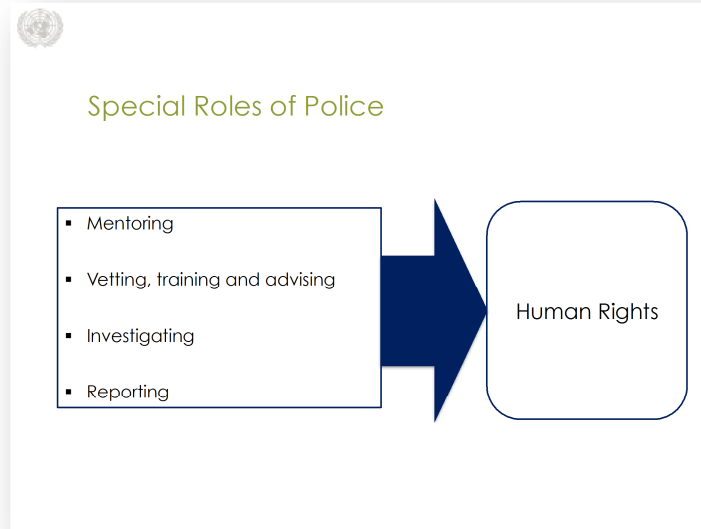 Special Roles of Police
▪ Mentoring
▪ Vetting, training and advising
▪ Investigating
▪ Reporting
Human Rights